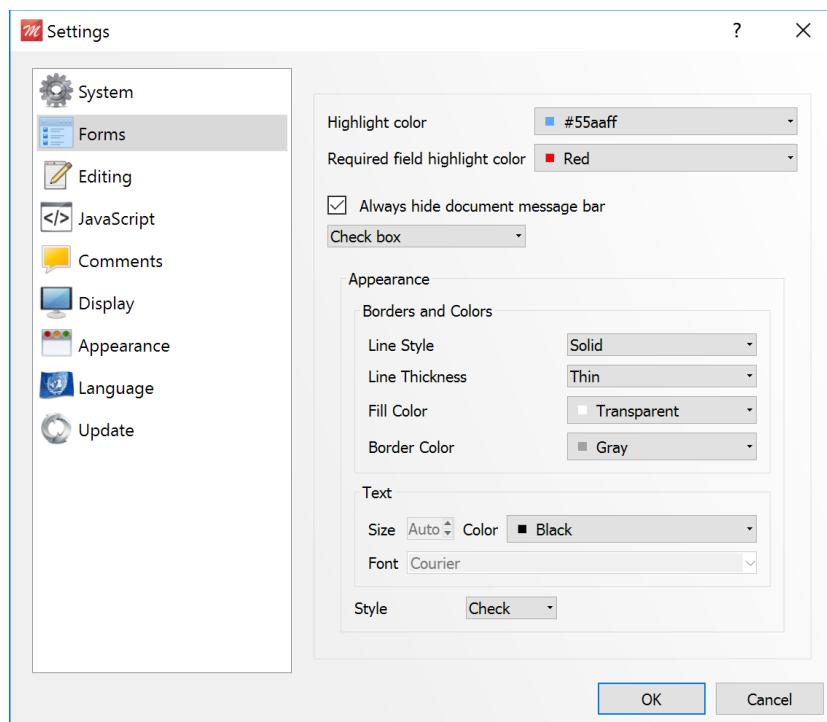 Settings
?
System
Forms
Editing
JavaScript
Comments
Display
Appearance
Language
Update
Highlight color #55aaff
Required field highlight color Red
Always hide document message bar
Check box
Appearance
Borders and Colors
Line Style Solid
Line Thickness Thin
Fill Color Transparent
Border Color Gray
Text
Size Auto Color Black
Font Courier
Style Check
OK Cancel